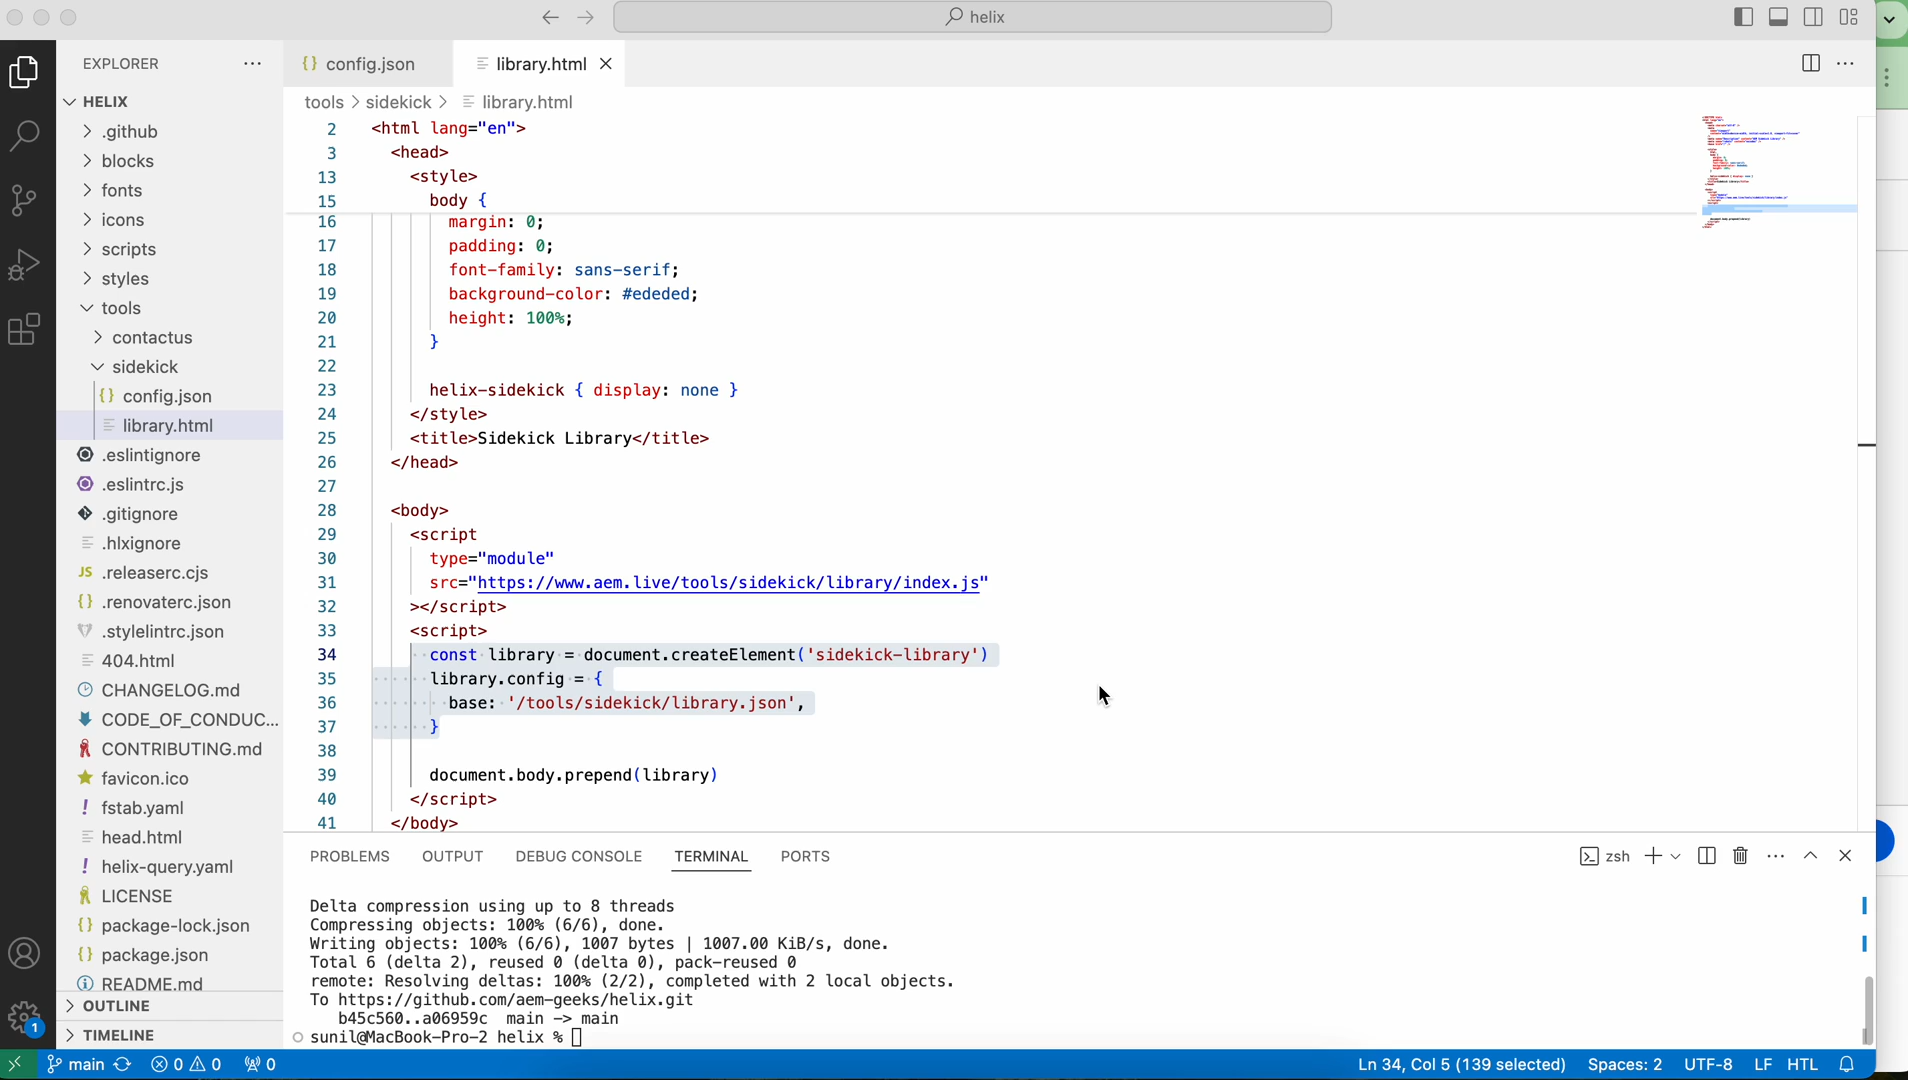 helix
EXPLORER
HELIX
.github
blocks
fonts
icons
scripts
styles
tools
contactus
sidekick
config.json
library.html
.eslintignore
.eslintrc.js
.gitignore
.hlxignore
JS .releaserc.cjs
.renovaterc.json
.stylelintrc.json
404.html
CHANGELOG.md
CODE_OF_CONDUC...
CONTRIBUTING.md
favicon.ico
! fstab.yaml
head.html
! helix-query.yaml
LICENSE
package-lock.json
package.json
README.md
OUTLINE
TIMELINE
1
{} config.json
library.html
tools > sidekick > library.html
2 <html lang="en">
3 <head>
13 <style>
15 body {
16 margin: 0;
17 padding: 0;
18 font-family: sans-serif;
19 background-color: #ededed;
20 height: 100%;
21 }
22
23 helix-sidekick { display: none }
24 </style>
25 <title>Sidekick Library</title>
26 </head>
27
28 <body>
29 <script
30 type="module"
31 src="https://www.aem.live/tools/sidekick/library/index.js"
32 ></script>
33 <script>
34 const library = document.createElement('sidekick-library')
35 library.config = {
36 base: '/tools/sidekick/library.json',
37 }
38
39 document.body.prepend(library)
40 </script>
41 </body>
PROBLEMS OUTPUT DEBUG CONSOLE TERMINAL PORTS
zsh
Delta compression using up to 8 threads
Compressing objects: 100% (6/6), done.
Writing objects: 100% (6/6), 1007 bytes | 1007.00 KiB/s, done.
Total 6 (delta 2), reused 0 (delta 0), pack-reused 0
remote: Resolving deltas: 100% (2/2), completed with 2 local objects.
To https://github.com/aem-geeks/helix.git
b45c560..a06959c main -> main
sunil@MacBook-Pro-2 helix %
main 0 0 0
Ln 34, Col 5 (139 selected) Spaces: 2 UTF-8 LF HTL